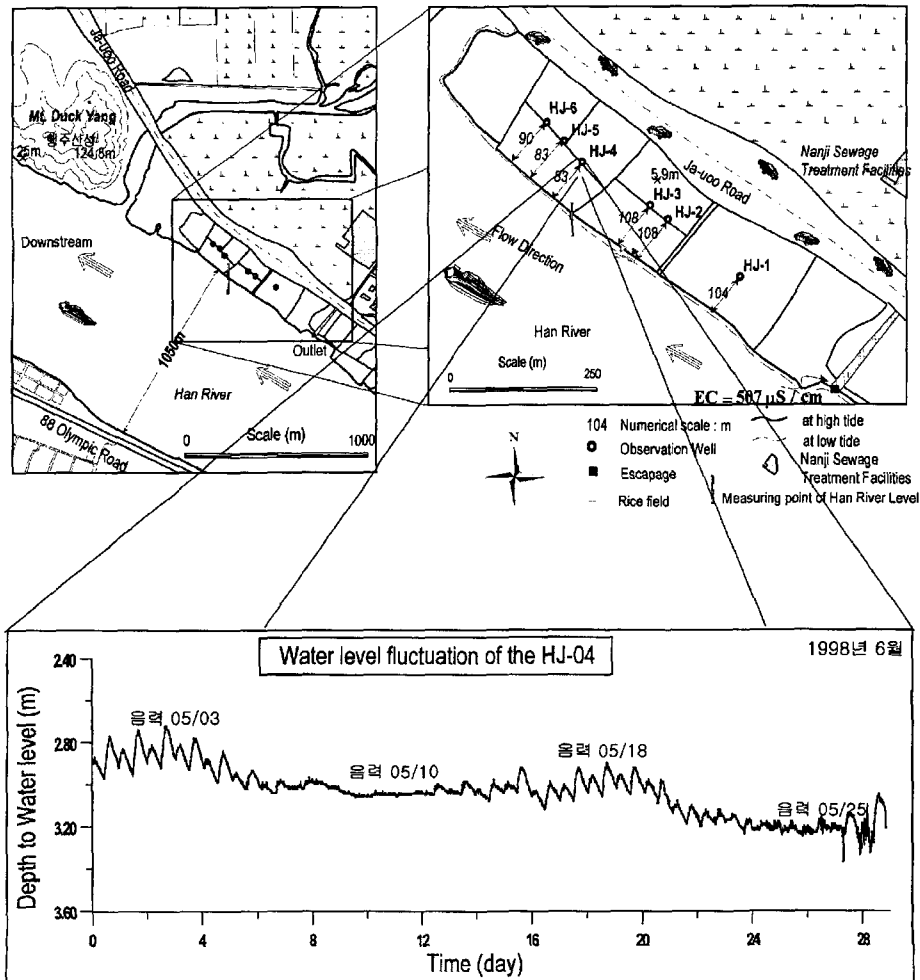 Ja-uoo Road
Mt. Duck Yang
행주산성
124.8m
Downstream
1050m
Outlet
Han River
88 Olympic Road
0 Scale (m) 1000
HJ-6
HJ-5
HJ-4
90
83
83
5.9m
HJ-3
HJ-2
108
108
Ja-uoo Road
Nanji Sewage
Treatment Facilities
HJ-1
104
Flow Direction
Han River
Scale (m)
0 250
EC = 507 µS / cm
104 Numerical scale : m
Observation Well
Escapage
Rice field
at high tide
at low tide
Nanji Sewage
Treatment Facilities
Measuring point of Han River Level
N
Water level fluctuation of the HJ-04
1998년 6월
Depth to Water level (m)
2.40
2.80
3.20
3.60
음력 05/03
음력 05/10
음력 05/18
음력 05/25
0 4 8 12 16 20 24 28
Time (day)